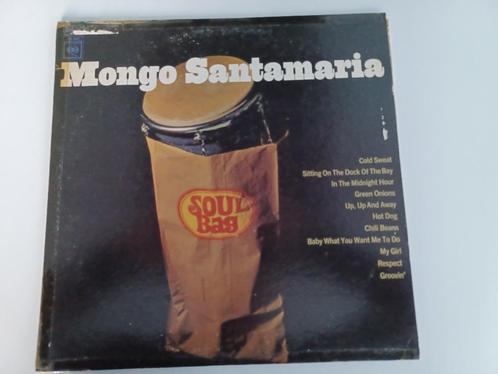 Mongo Santamaria
SOUL
Bag
Cold Sweat
Sitting On The Dock Of The Bay
In The Midnight Hour
Green Onions
Up, Up And Away
Hot Dog
Chili Beans
Baby What You Want Me To Do
My Girl
Respect
Groovin'